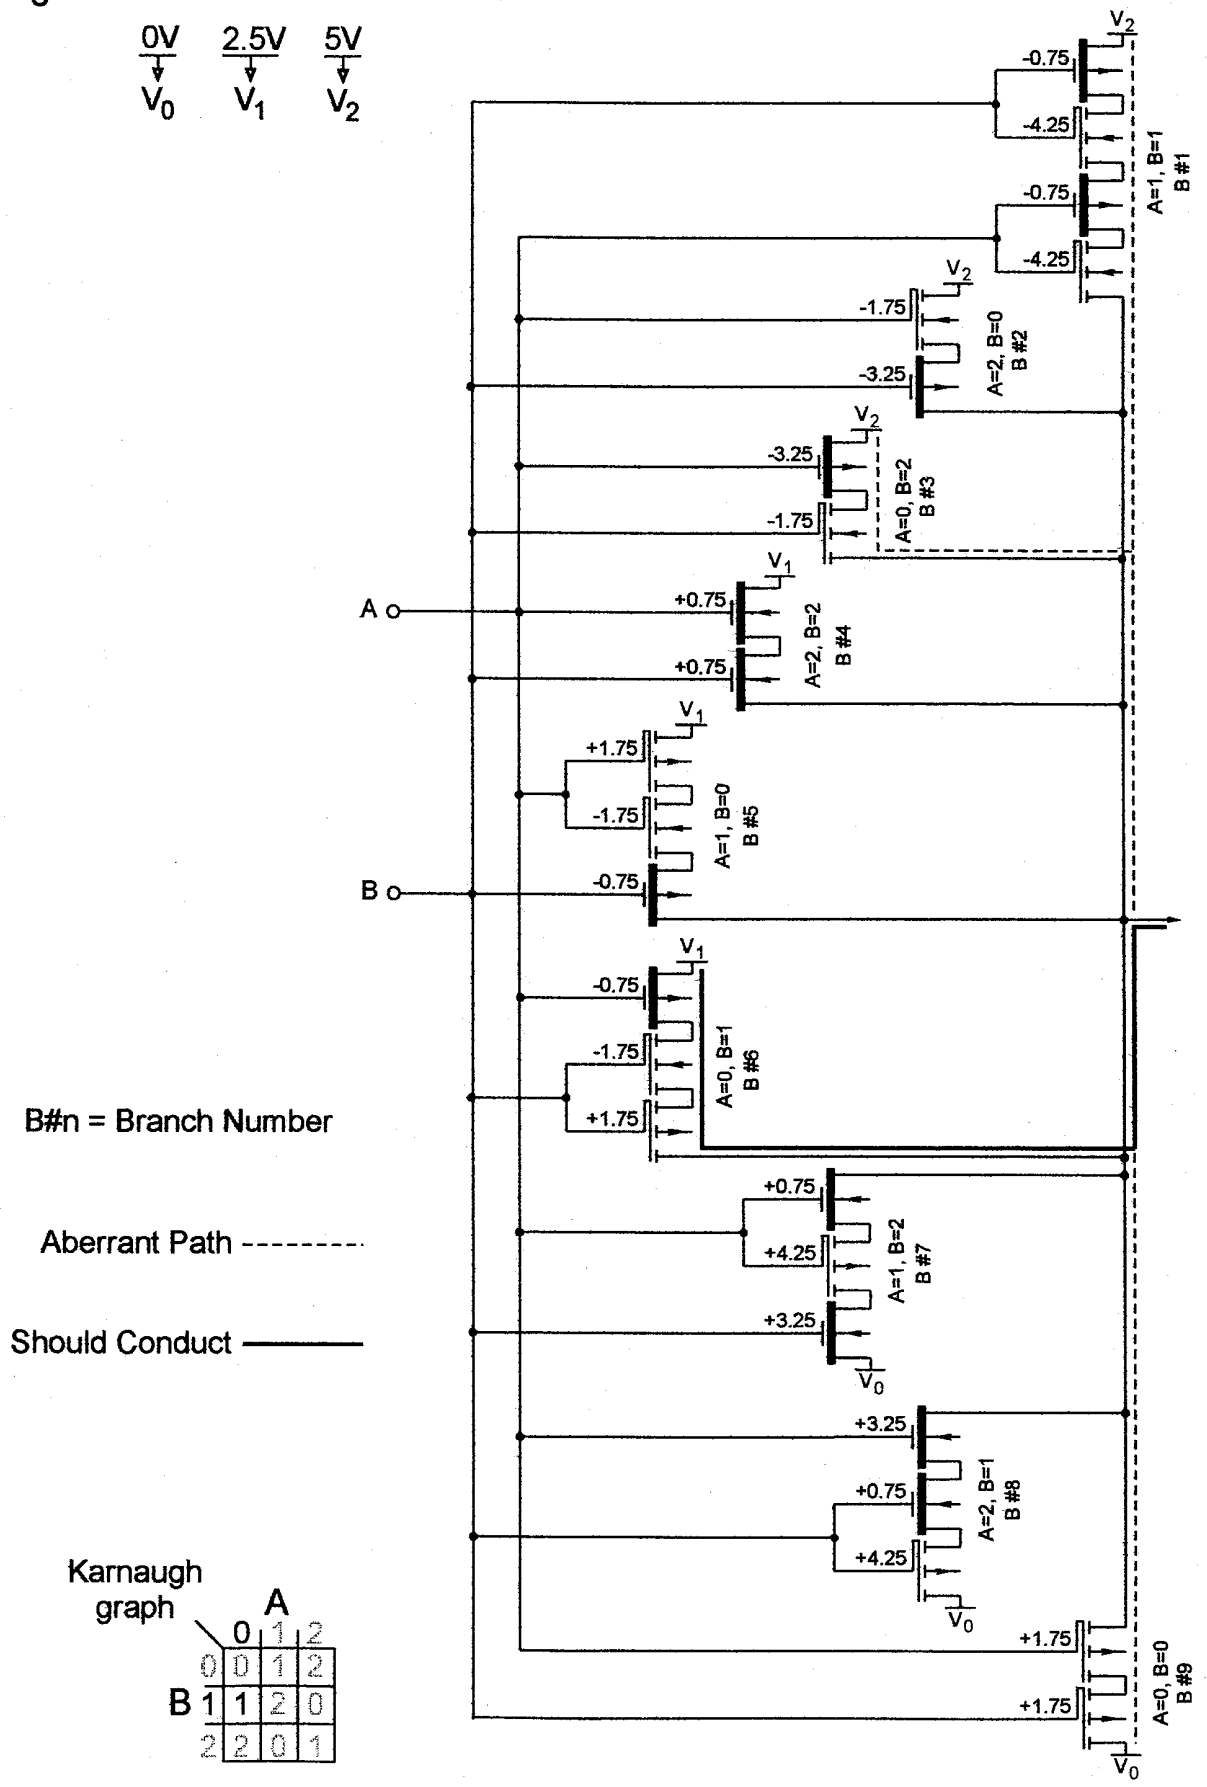 0V 2.5V 5V
V0 V1 V2
V2
-0.75
-4.25
-0.75
-4.25
A=1, B=1
B #1
V2
-1.75
-3.25
A=2, B=0
B #2
V2
-3.25
-1.75
A=0, B=2
B #3
V1
A
+0.75
+0.75
A=2, B=2
B #4
V1
+1.75
-1.75
-0.75
A=1, B=0
B #5
B
V1
-0.75
-1.75
+1.75
A=0, B=1
B #6
B#n = Branch Number
+0.75
+4.25
+3.25
A=1, B=2
B #7
V0
Aberrant Path
Should Conduct
+3.25
+0.75
+4.25
A=2, B=1
B #8
V0
+1.75
+1.75
A=0, B=0
B #9
V0
Karnaugh
graph
A
0 1 2
0 0 1 2
B 1 1 2 0
2 2 0 1